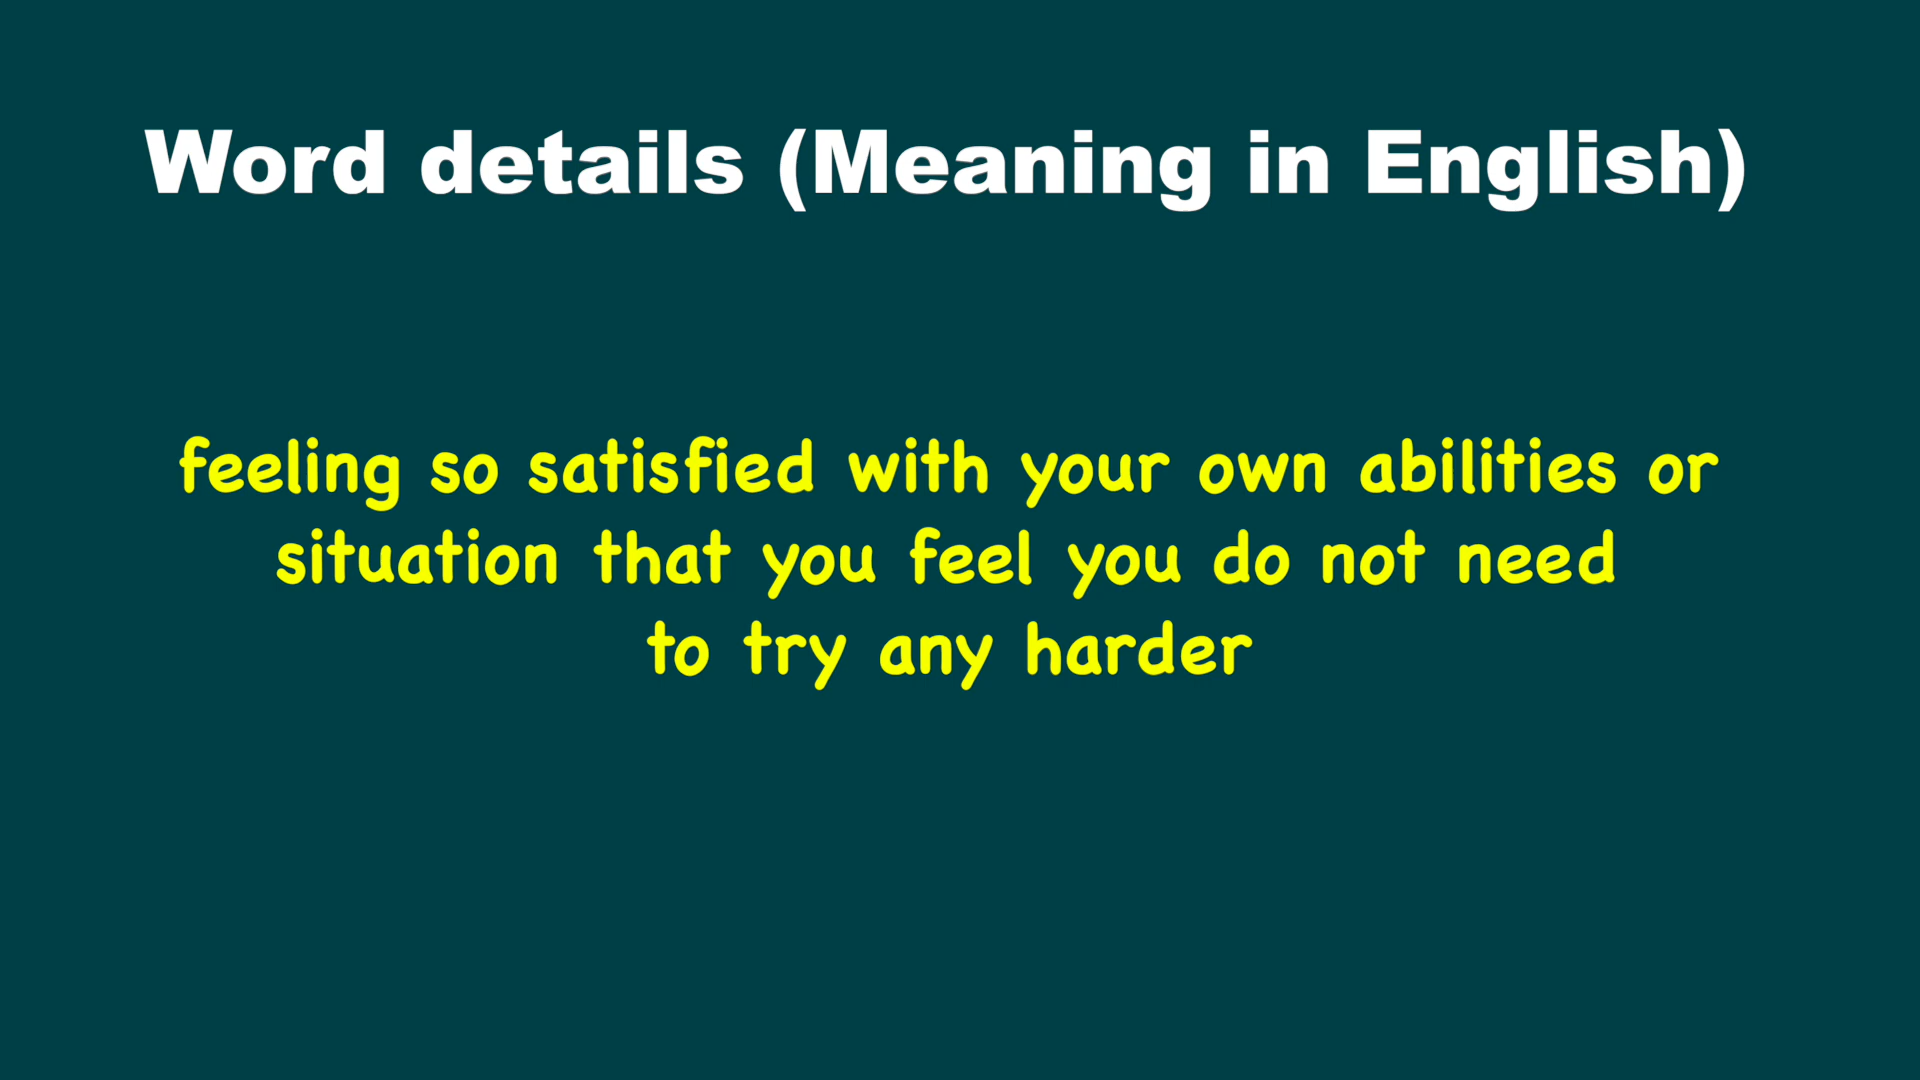 Word details (Meaning in English)
feeling so satisfied with your own abilities or
situation that you feel you do not need
to try any harder